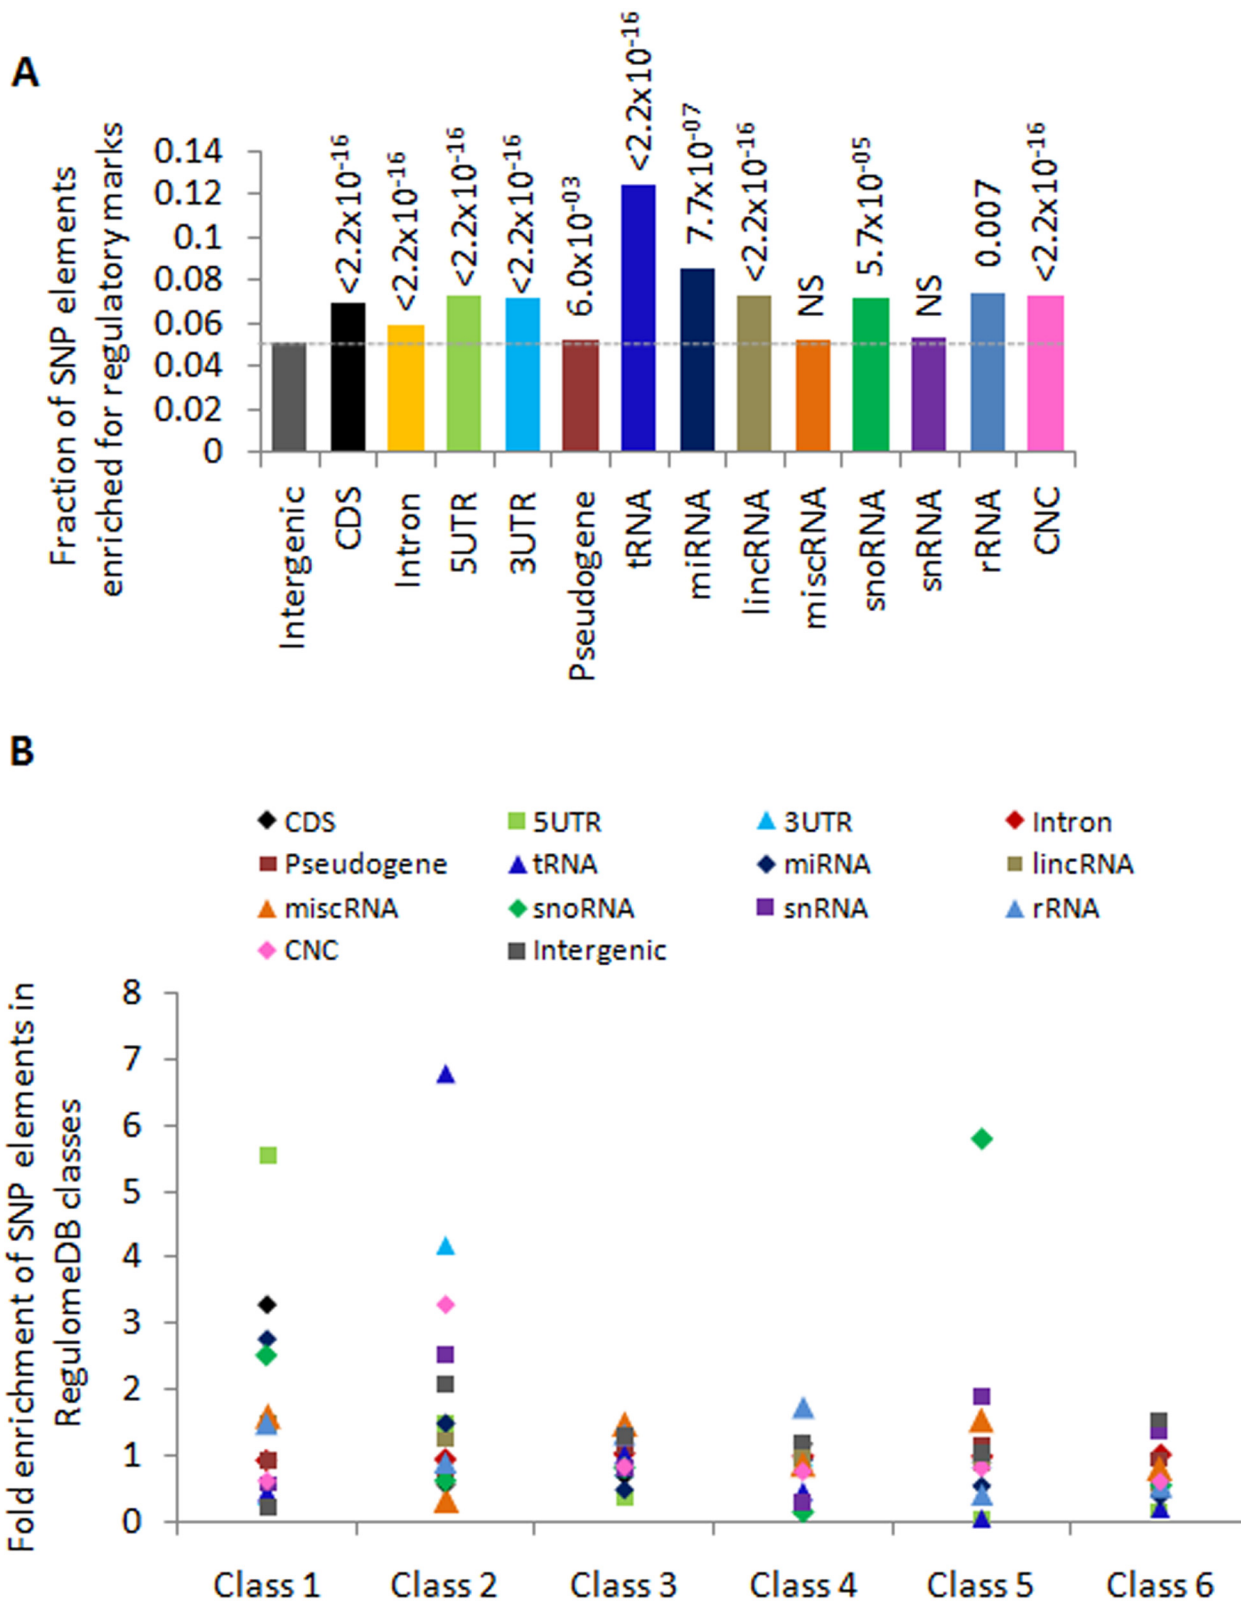 A
Fraction of SNP elements
enriched for regulatory marks
0.14
0.12
0.1
0.08
0.06
0.04
0.02
0
<2.2x10-16
<2.2x10-16
<2.2x10-16
<2.2x10-16
6.0x10-03
<2.2x10-16
7.7x10-07
<2.2x10-16
NS
5.7x10-05
NS
0.007
<2.2x10-16
Intergenic
CDS
Intron
5UTR
3UTR
Pseudogene
tRNA
miRNA
lincRNA
miscRNA
snoRNA
snRNA
rRNA
CNC
B
CDS 5UTR 3UTR Intron
Pseudogene tRNA miRNA lincRNA
miscRNA snoRNA snRNA rRNA
CNC Intergenic
Fold enrichment of SNP elements in
RegulomeDB classes
8
7
6
5
4
3
2
1
0
Class 1 Class 2 Class 3 Class 4 Class 5 Class 6